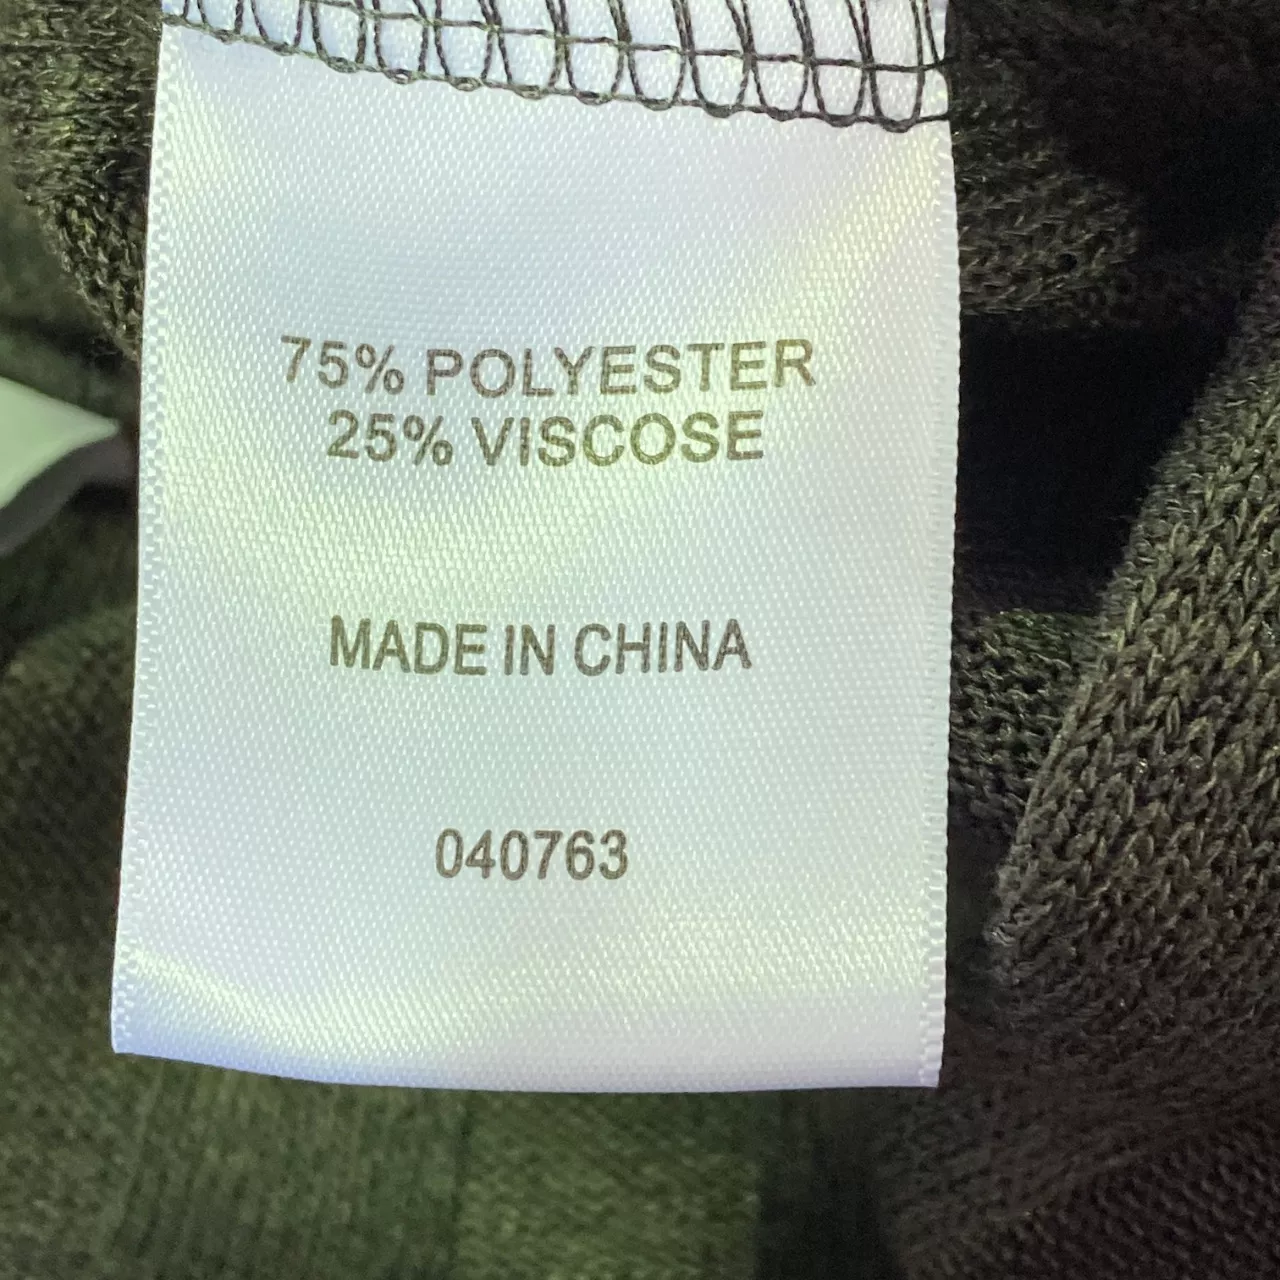 75% POLYESTER
25% VISCOSE
MADE IN CHINA
040763